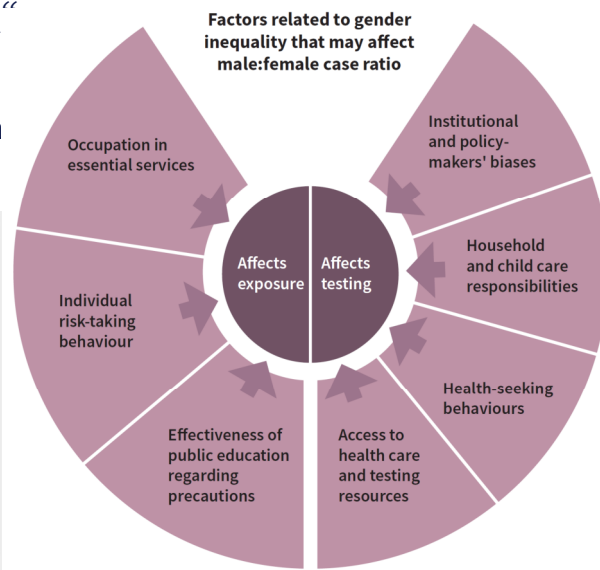 “
Factors related to gender
inequality that may affect
male:female case ratio
Occupation in
essential services
Individual
risk-taking
behaviour
Effectiveness of
public education
regarding
precautions
Affects
exposure
Affects
testing
Institutional
and policy-
makers' biases
Household
and child care
responsibilities
Health-seeking
behaviours
Access to
health care
and testing
resources